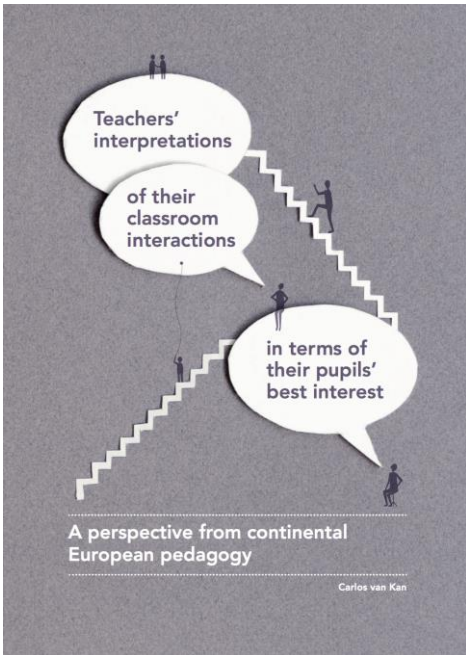 Teachers'
interpretations
of their
classroom
interactions
in terms of
their pupils'
best interest
A perspective from continental
European pedagogy
Carlos van Kan